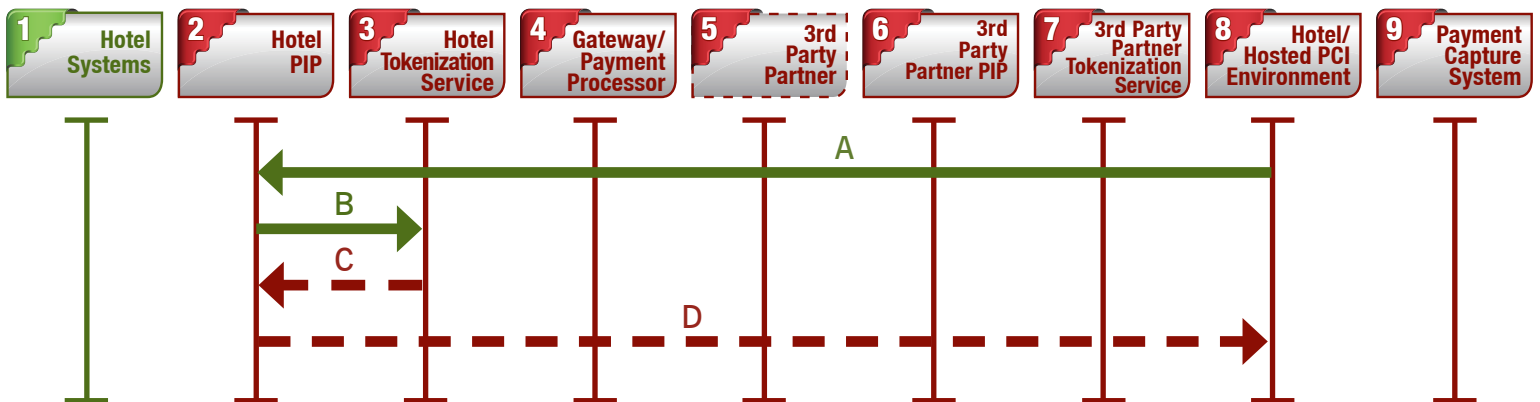 1
Hotel
Systems
2
Hotel
PIP
3
Hotel
Tokenization
Service
4
Gateway/
Payment
Processor
5
3rd
Party
Partner
6
3rd
Party
Partner PIP
7
3rd Party
Partner
Tokenization
Service
8
Hotel/
Hosted PCI
Environment
9
Payment
Capture
System
A
B
C
D